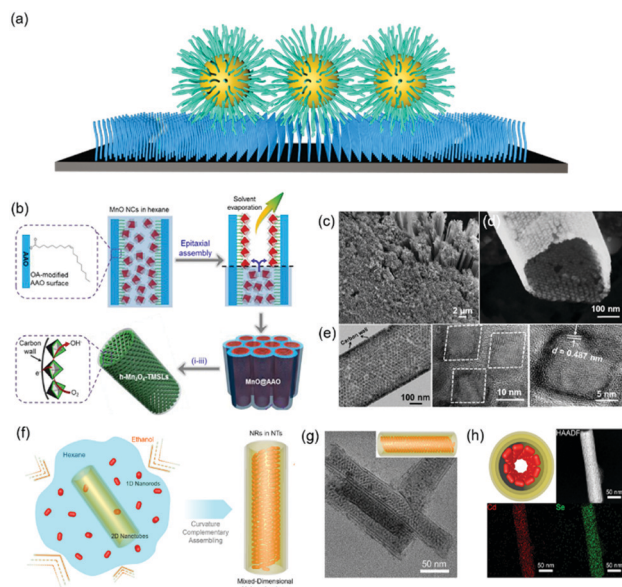 (a)
(b)
MnO NCs in hexane
Solvent
evaporation
AAO
Epitaxial
assembly
OA-modified
AAO surface
Carbon
wall
OH⁻
e⁻
O₂
h-Mn₃O₄-TMSLs
(i-iii)
MnO@AAO
(c)
2 μm
(d)
100 nm
(e)
Carbon wall
100 nm
10 nm
d = 0.487 nm
5 nm
(f)
Hexane
Ethanol
1D Nanorods
2D Nanotubes
Curvature
Complementary
Assembling
NRs in NTs
Mixed-Dimensional
(g)
50 nm
(h)
HAADF
50 nm
Cd
50 nm
Se
50 nm